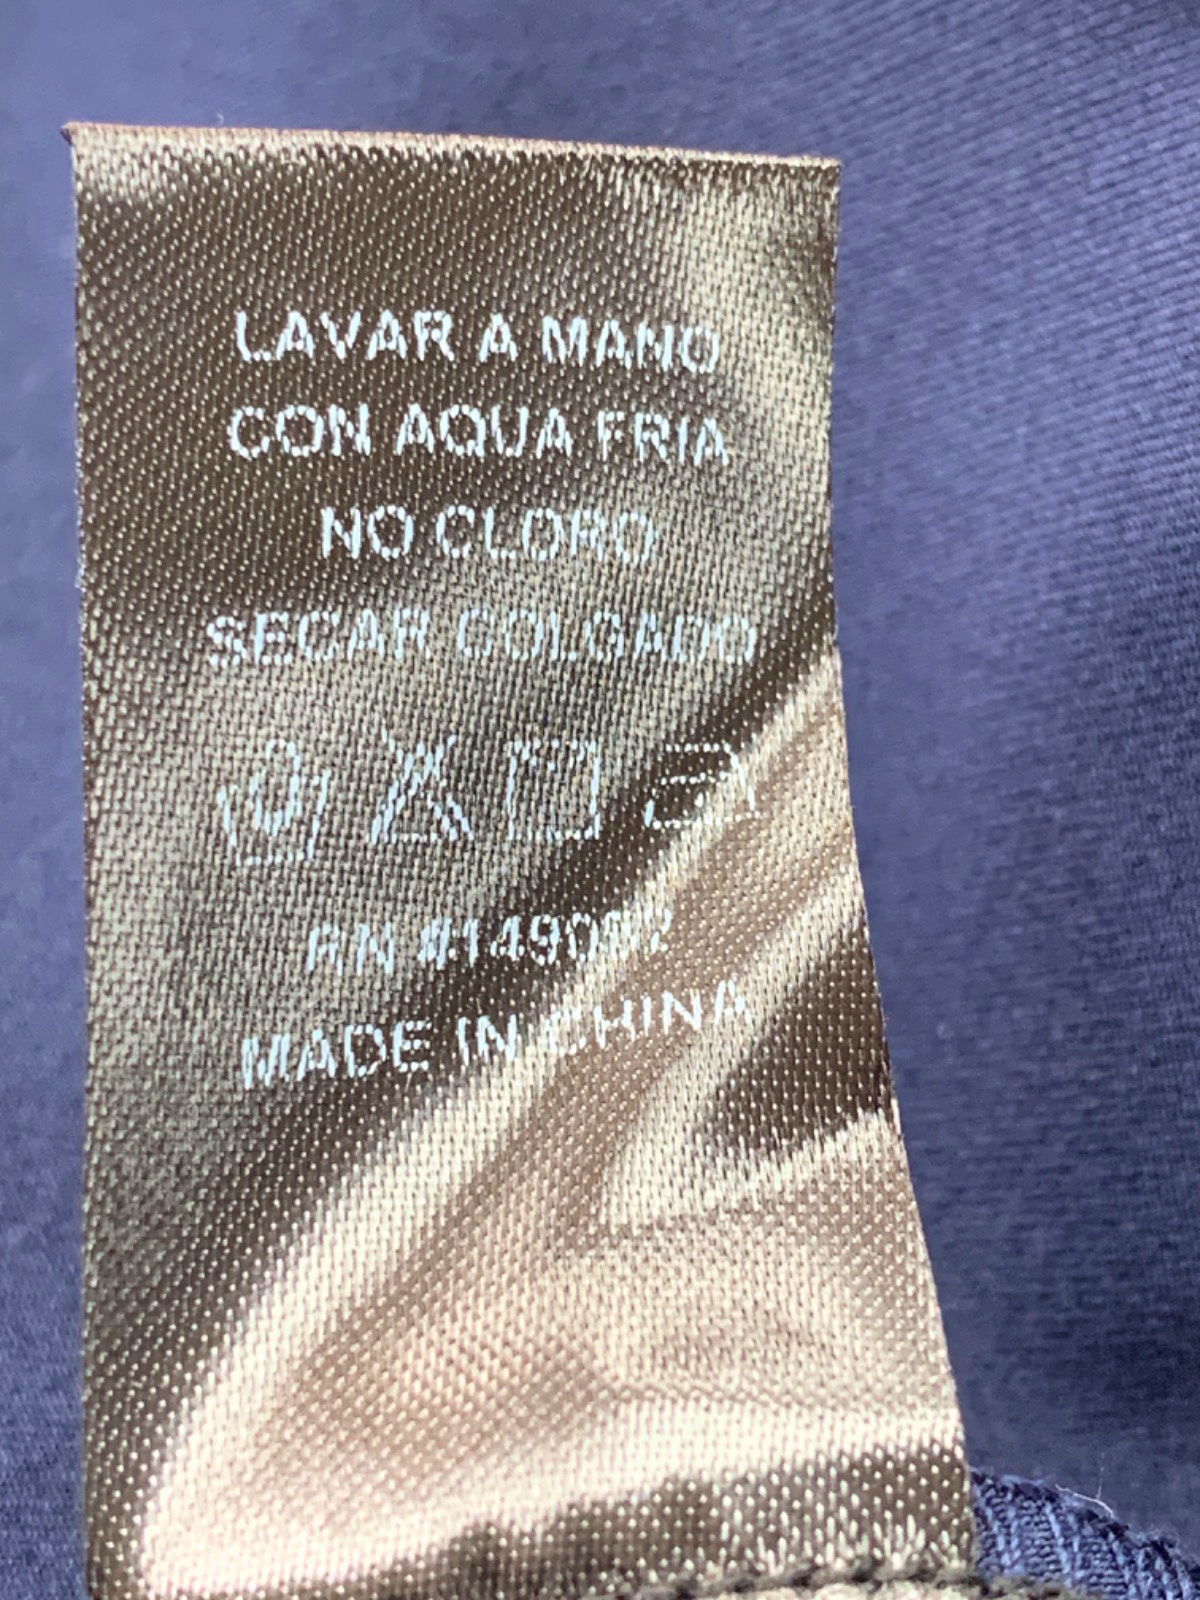 LAVAR A MANO
CON AQUA FRIA
NO CLORO
SECAR COLGADO
RN
MADE IN CHINA